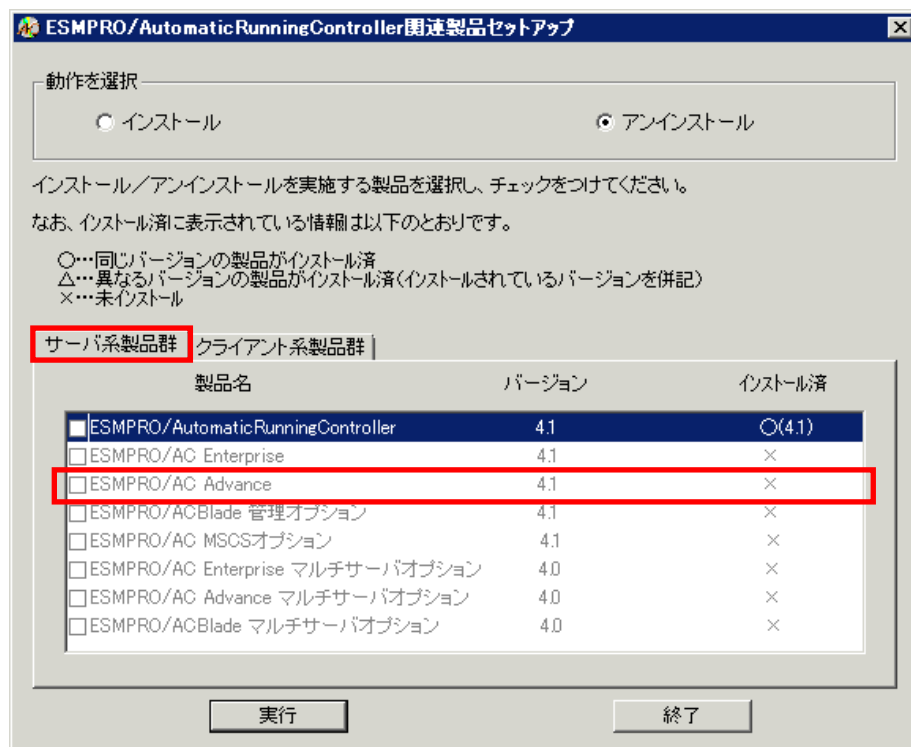 ESMPRO/AutomaticRunningController関連製品セットアップ
動作を選択
インストール アンインストール
インストール／アンインストールを実施する製品を選択し、チェックをつけてください。
なお、インストール済に表示されている情報は以下のとおりです。
○…同じバージョンの製品がインストール済
△…異なるバージョンの製品がインストール済(インストールされているバージョンを併記)
×…未インストール
サーバ系製品群 クライアント系製品群
製品名 バージョン インストール済
ESMPRO/AutomaticRunningController 4.1 ○(4.1)
ESMPRO/AC Enterprise 4.1 ×
ESMPRO/AC Advance 4.1 ×
ESMPRO/ACBlade 管理オプション 4.1 ×
ESMPRO/AC MSCSオプション 4.1 ×
ESMPRO/AC Enterprise マルチサーバオプション 4.0 ×
ESMPRO/AC Advance マルチサーバオプション 4.0 ×
ESMPRO/ACBlade マルチサーバオプション 4.0 ×
実行 終了